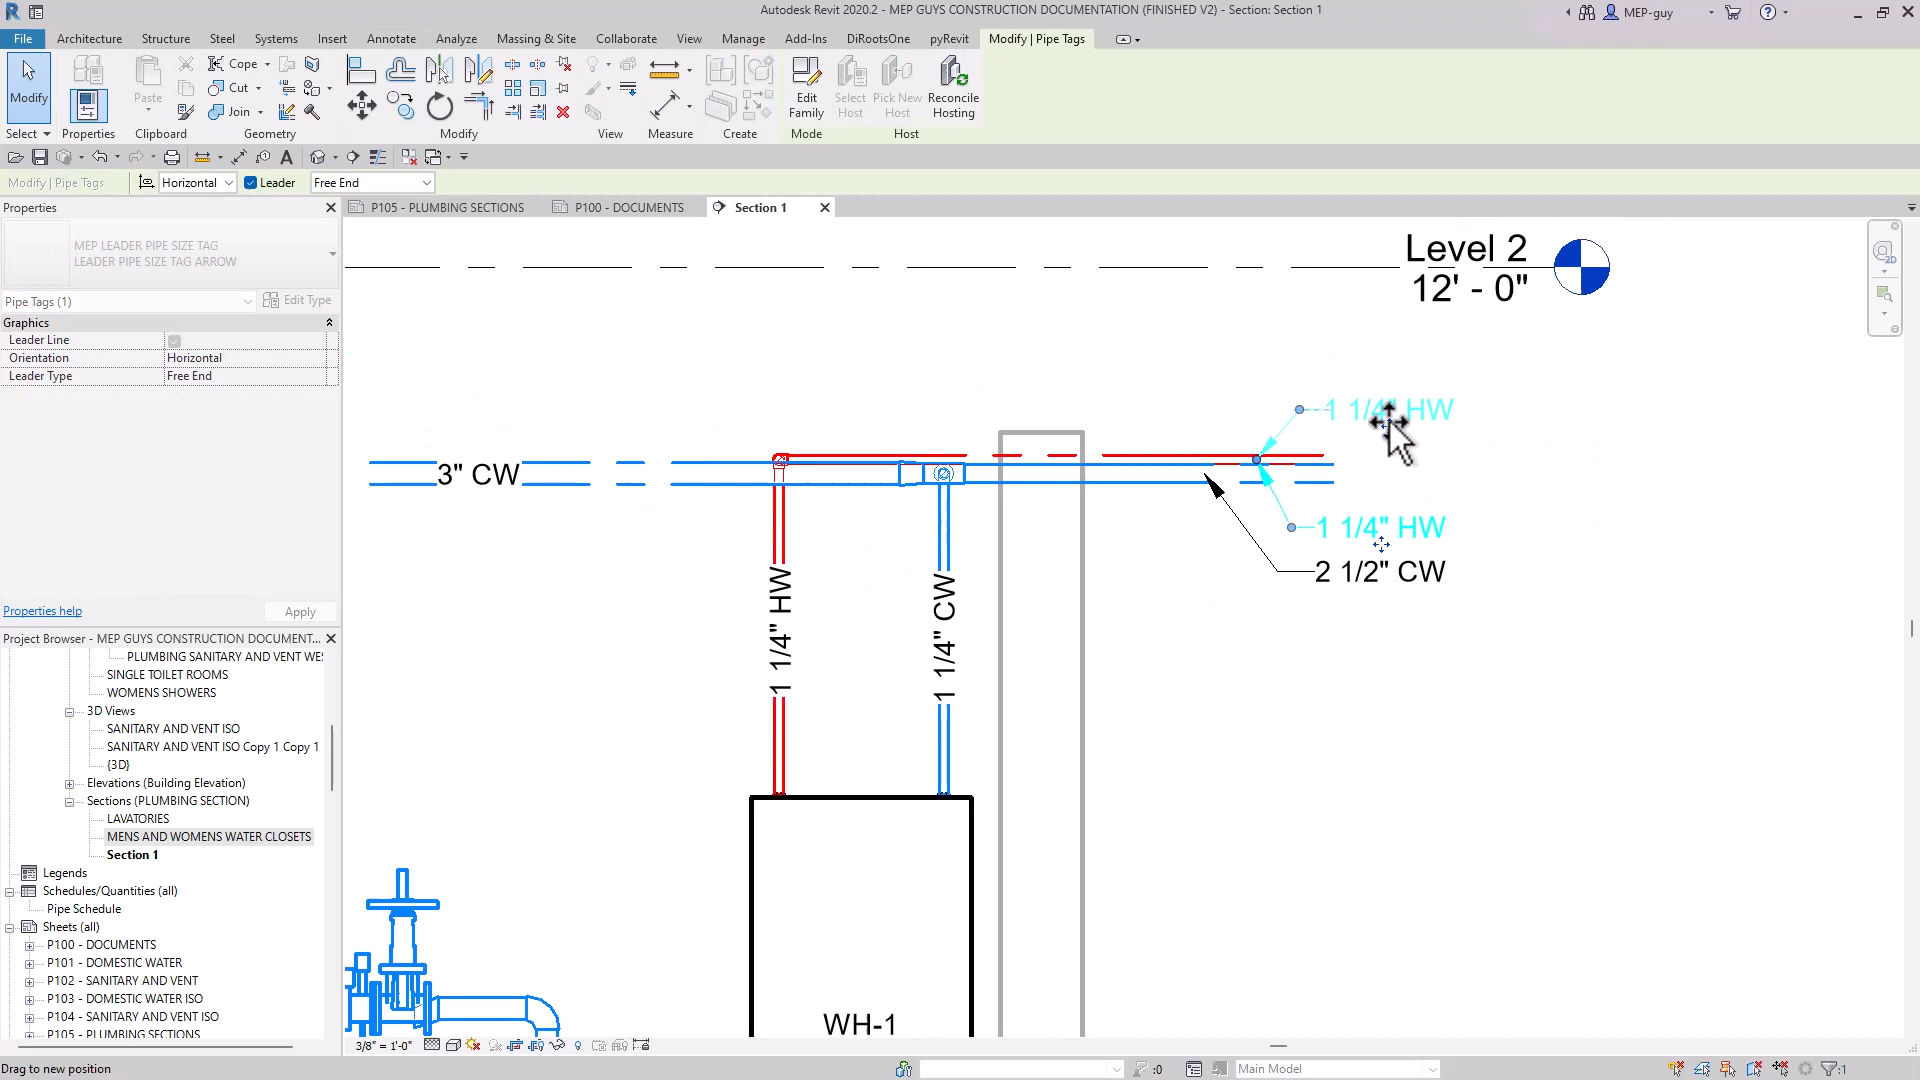 Autodesk Revit 2020.2 - MEP GUYS CONSTRUCTION DOCUMENTATION (FINISHED V2) - Section: Section 1
MEP-guy
File Architecture Structure Steel Systems Insert Annotate Analyze Massing & Site Collaborate View Manage Add-Ins DiRootsOne pyRevit Modify | Pipe Tags
Modify
Paste
Cope
Cut
Join
Edit Family
Select Host
Pick New Host
Reconcile Hosting
Select Properties Clipboard Geometry Modify View Measure Create Mode Host
Modify | Pipe Tags Horizontal Leader Free End
Properties
P105 - PLUMBING SECTIONS P100 - DOCUMENTS Section 1
MEP LEADER PIPE SIZE TAG
LEADER PIPE SIZE TAG ARROW
Pipe Tags (1) Edit Type
Graphics
Leader Line
Orientation Horizontal
Leader Type Free End
Properties help Apply
Project Browser - MEP GUYS CONSTRUCTION DOCUMENT...
PLUMBING SANITARY AND VENT WES
SINGLE TOILET ROOMS
WOMENS SHOWERS
3D Views
SANITARY AND VENT ISO
SANITARY AND VENT ISO Copy 1 Copy 1
{3D}
Elevations (Building Elevation)
Sections (PLUMBING SECTION)
LAVATORIES
MENS AND WOMENS WATER CLOSETS
Section 1
Legends
Schedules/Quantities (all)
Pipe Schedule
Sheets (all)
P100 - DOCUMENTS
P101 - DOMESTIC WATER
P102 - SANITARY AND VENT
P103 - DOMESTIC WATER ISO
P104 - SANITARY AND VENT ISO
P105 - PLUMBING SECTIONS
Level 2
12' - 0"
1 1/4" HW
3" CW
1 1/4" HW
2 1/2" CW
1 1/4" HW
1 1/4" CW
WH-1
2D
3/8" = 1'-0"
Drag to new position
:0
Main Model
:1